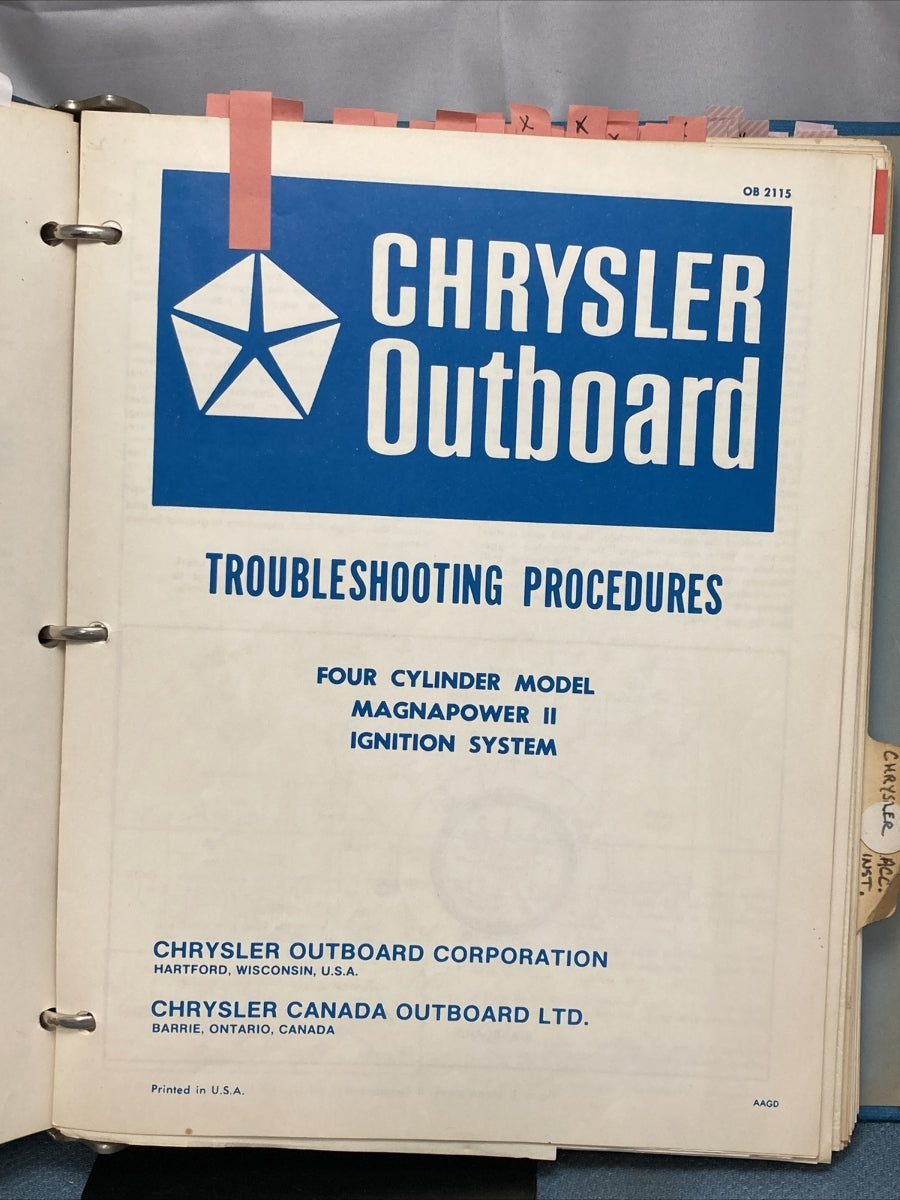 x
x
x
OB 2115
CHRYSLER
Outboard
TROUBLESHOOTING PROCEDURES
FOUR CYLINDER MODEL
MAGNAPOWER II
IGNITION SYSTEM
CHRYSLER
ACC.
INST.
CHRYSLER OUTBOARD CORPORATION
HARTFORD, WISCONSIN, U.S.A.
CHRYSLER CANADA OUTBOARD LTD.
BARRIE, ONTARIO, CANADA
Printed in U.S.A.
AAGD